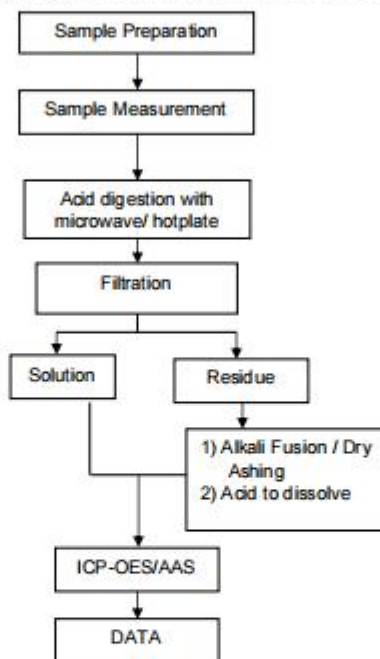 Sample Preparation
Sample Measurement
Acid digestion with
microwave/ hotplate
Filtration
Solution
Residue
1) Alkali Fusion / Dry
Ashing
2) Acid to dissolve
ICP-OES/AAS
DATA